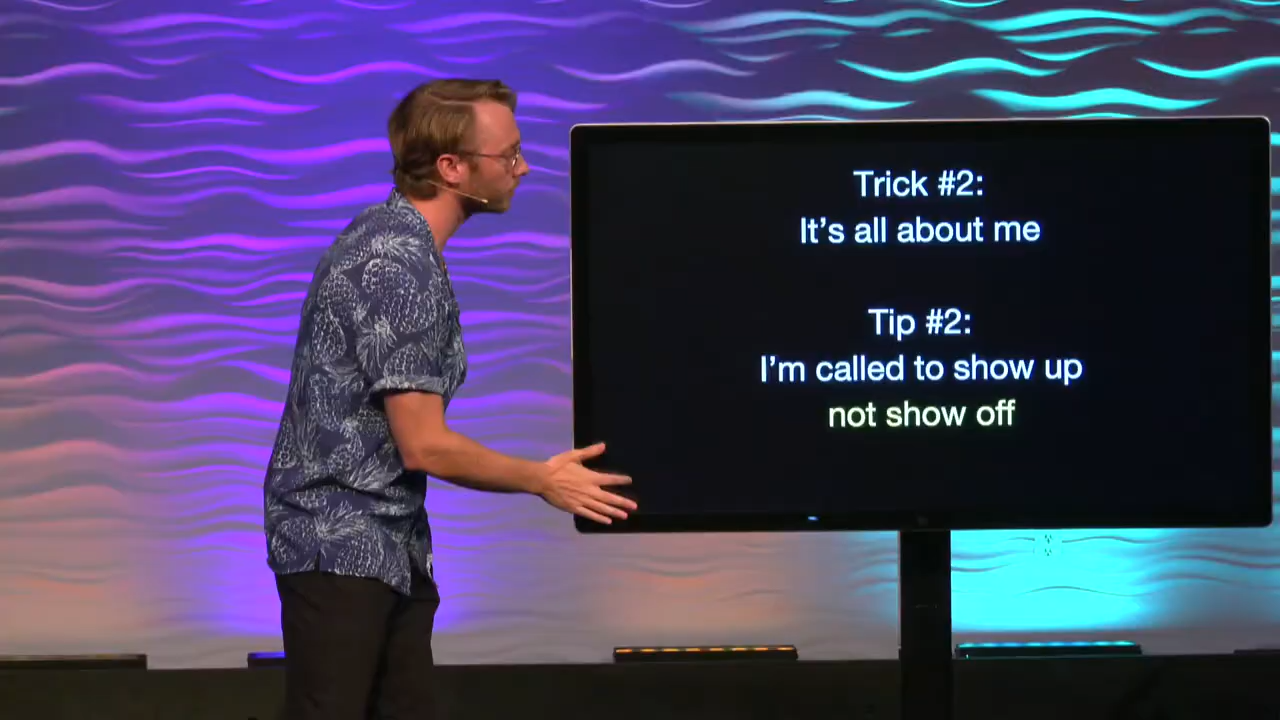 Trick #2:
It’s all about me
Tip #2:
I’m called to show up
not show off